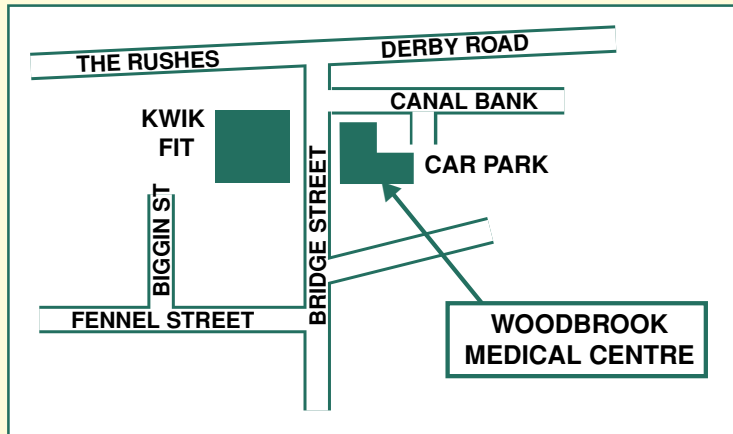 THE RUSHES
DERBY ROAD
CANAL BANK
KWIK
FIT
CAR PARK
BIGGIN ST
BRIDGE STREET
FENNEL STREET
WOODBROOK
MEDICAL CENTRE